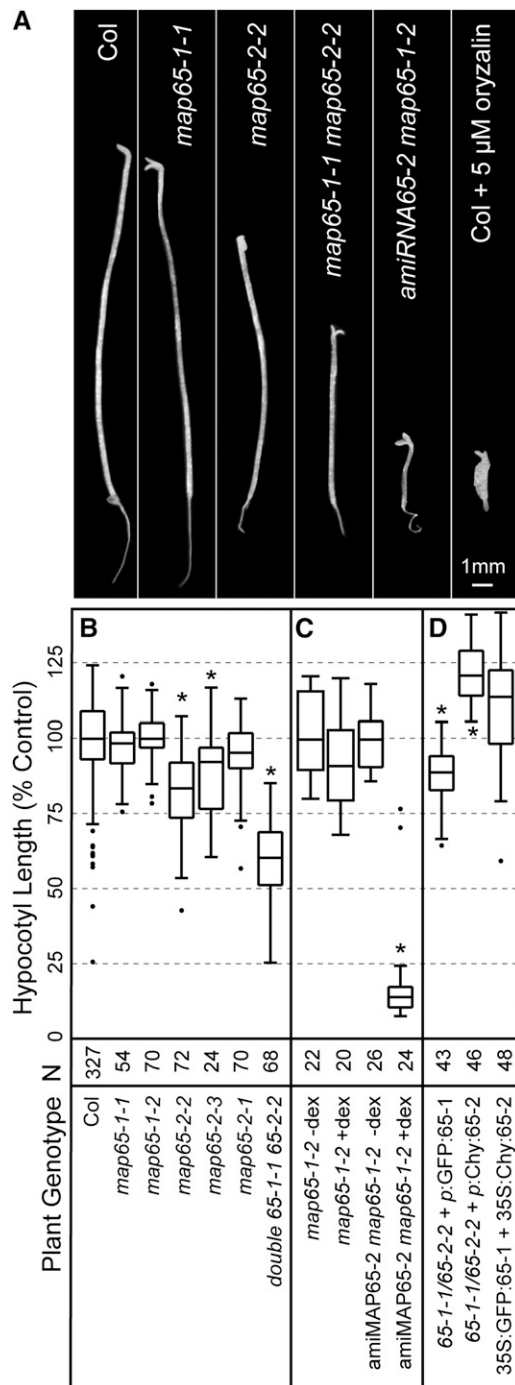 A
Col
map65-1-1
map65-2-2
map65-1-1 map65-2-2
amiRNA65-2 map65-1-2
Col + 5 µM oryzalin
1mm
B
C
D
Hypocotyl Length (% Control)
125
100
75
50
25
0
* * * * * *
N
327
54
70
72
24
70
68
22
20
26
24
43
46
48
Plant Genotype
Col
map65-1-1
map65-1-2
map65-2-2
map65-2-3
map65-2-1
double 65-1-1 65-2-2
map65-1-2 -dex
map65-1-2 +dex
amiMAP65-2 map65-1-2 -dex
amiMAP65-2 map65-1-2 +dex
65-1-1/65-2-2 + p:GFP:65-1
65-1-1/65-2-2 + p:Chy:65-2
35S:GFP:65-1 + 35S:Chy:65-2